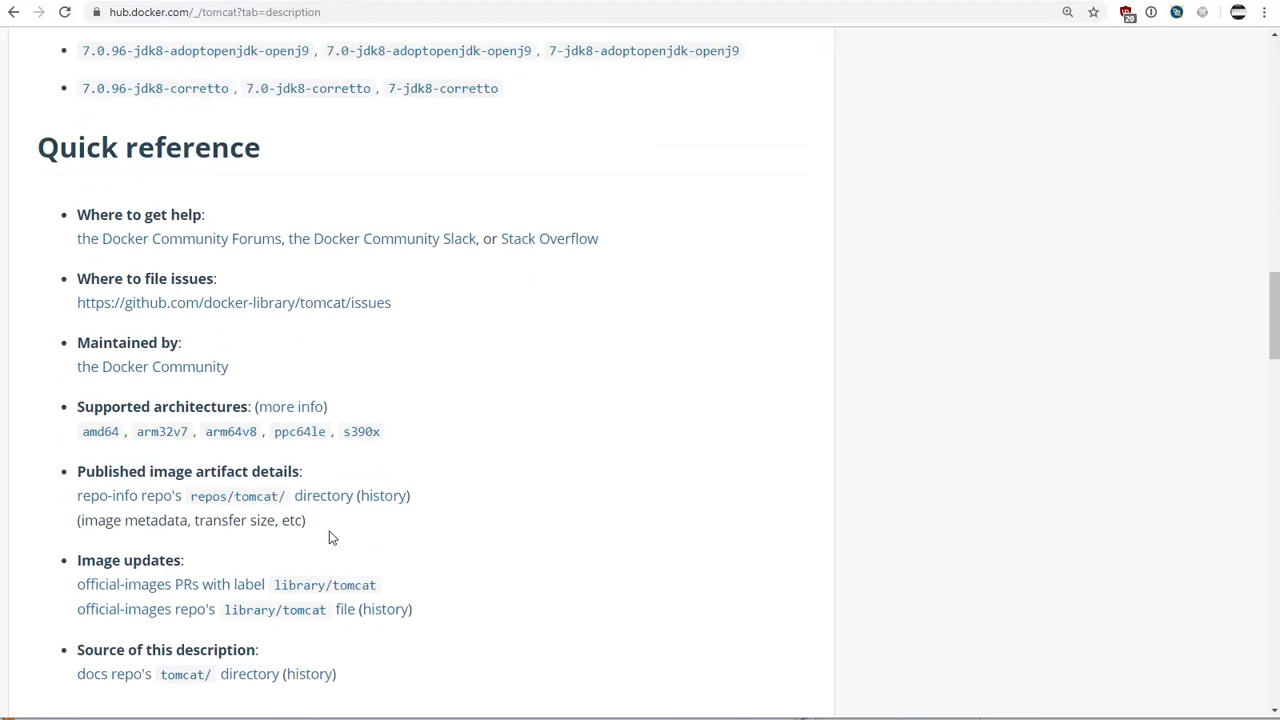 hub.docker.com/_/tomcat?tab=description
20
7.0.96-jdk8-adoptopenjdk-openj9 , 7.0-jdk8-adoptopenjdk-openj9 , 7-jdk8-adoptopenjdk-openj9
7.0.96-jdk8-corretto , 7.0-jdk8-corretto , 7-jdk8-corretto
Quick reference
Where to get help:
the Docker Community Forums, the Docker Community Slack, or Stack Overflow
Where to file issues:
https://github.com/docker-library/tomcat/issues
Maintained by:
the Docker Community
Supported architectures: (more info)
amd64 , arm32v7 , arm64v8 , ppc64le , s390x
Published image artifact details:
repo-info repo's repos/tomcat/ directory (history)
(image metadata, transfer size, etc)
Image updates:
official-images PRs with label library/tomcat
official-images repo's library/tomcat file (history)
Source of this description:
docs repo's tomcat/ directory (history)